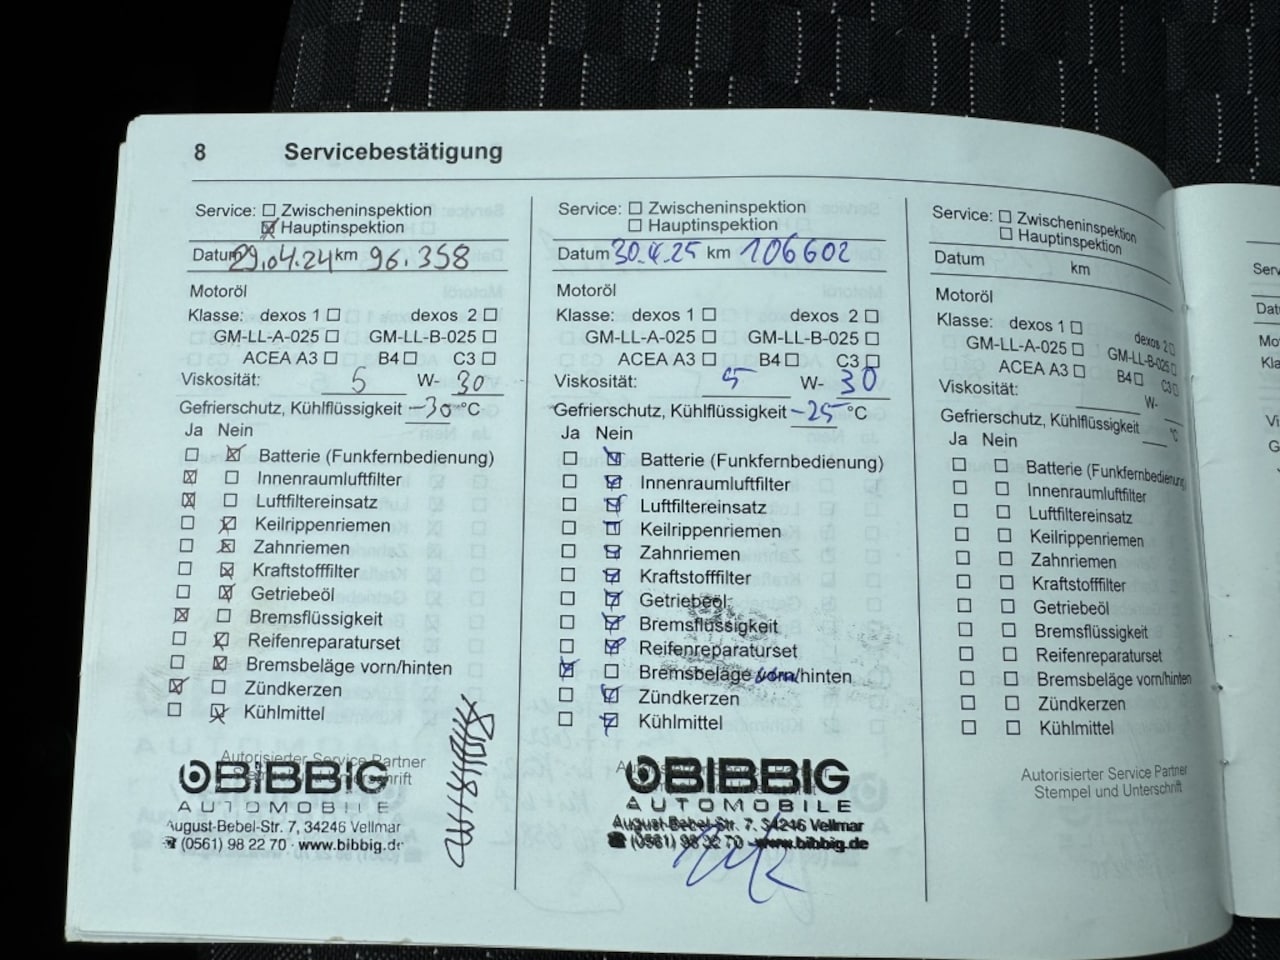 8 Servicebestätigung
Service: ☐ Zwischeninspektion
☒ Hauptinspektion
Datum 29.04.24 km 96.358
Motoröl
Klasse: dexos 1 ☐ dexos 2 ☐
GM-LL-A-025 ☐ GM-LL-B-025 ☐
ACEA A3 ☐ B4 ☐ C3 ☐
Viskosität: 5 W- 30
Gefrierschutz, Kühlflüssigkeit -30 °C
Ja Nein
☐ ☒ Batterie (Funkfernbedienung)
☒ ☐ Innenraumluftfilter
☒ ☐ Luftfiltereinsatz
☐ ☒ Keilrippenriemen
☐ ☒ Zahnriemen
☐ ☒ Kraftstofffilter
☐ ☒ Getriebeöl
☒ ☐ Bremsflüssigkeit
☐ ☒ Reifenreparaturset
☐ ☒ Bremsbeläge vorn/hinten
☒ ☐ Zündkerzen
☐ ☒ Kühlmittel
Autorisierter Service Partner
Stempel und Unterschrift
BIBBIG
AUTOMOBILE
August-Bebel-Str. 7, 34246 Vellmar
☎ (0561) 98 22 70 · www.bibbig.de
Service: ☐ Zwischeninspektion
☐ Hauptinspektion
Datum 30.4.25 km 106602
Motoröl
Klasse: dexos 1 ☐ dexos 2 ☐
GM-LL-A-025 ☐ GM-LL-B-025 ☐
ACEA A3 ☐ B4 ☐ C3 ☐
Viskosität: 5 W- 30
Gefrierschutz, Kühlflüssigkeit -25 °C
Ja Nein
☐ ☒ Batterie (Funkfernbedienung)
☐ ☒ Innenraumluftfilter
☐ ☒ Luftfiltereinsatz
☐ ☒ Keilrippenriemen
☐ ☒ Zahnriemen
☐ ☒ Kraftstofffilter
☐ ☒ Getriebeöl
☐ ☒ Bremsflüssigkeit
☐ ☒ Reifenreparaturset
☒ ☐ Bremsbeläge vorn/hinten
☐ ☒ Zündkerzen
☐ ☒ Kühlmittel
BIBBIG
AUTOMOBILE
August-Bebel-Str. 7, 34246 Vellmar
☎ (0561) 98 22 70 · www.bibbig.de
Service: ☐ Zwischeninspektion
☐ Hauptinspektion
Datum km
Motoröl
Klasse: dexos 1 ☐ dexos 2 ☐
GM-LL-A-025 ☐ GM-LL-B-025 ☐
ACEA A3 ☐ B4 ☐ C3 ☐
Viskosität: W-
Gefrierschutz, Kühlflüssigkeit °C
Ja Nein
☐ ☐ Batterie (Funkfernbedienung)
☐ ☐ Innenraumluftfilter
☐ ☐ Luftfiltereinsatz
☐ ☐ Keilrippenriemen
☐ ☐ Zahnriemen
☐ ☐ Kraftstofffilter
☐ ☐ Getriebeöl
☐ ☐ Bremsflüssigkeit
☐ ☐ Reifenreparaturset
☐ ☐ Bremsbeläge vorn/hinten
☐ ☐ Zündkerzen
☐ ☐ Kühlmittel
Autorisierter Service Partner
Stempel und Unterschrift